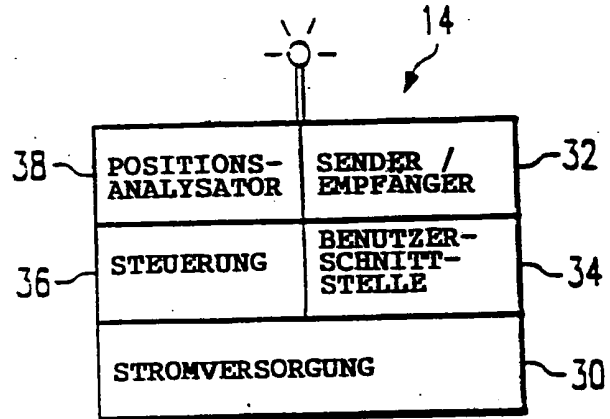 14
38
POSITIONS-
ANALYSATOR
SENDER /
EMPFÄNGER
32
36
STEUERUNG
BENUTZER-
SCHNITT-
STELLE
34
STROMVERSORGUNG
30